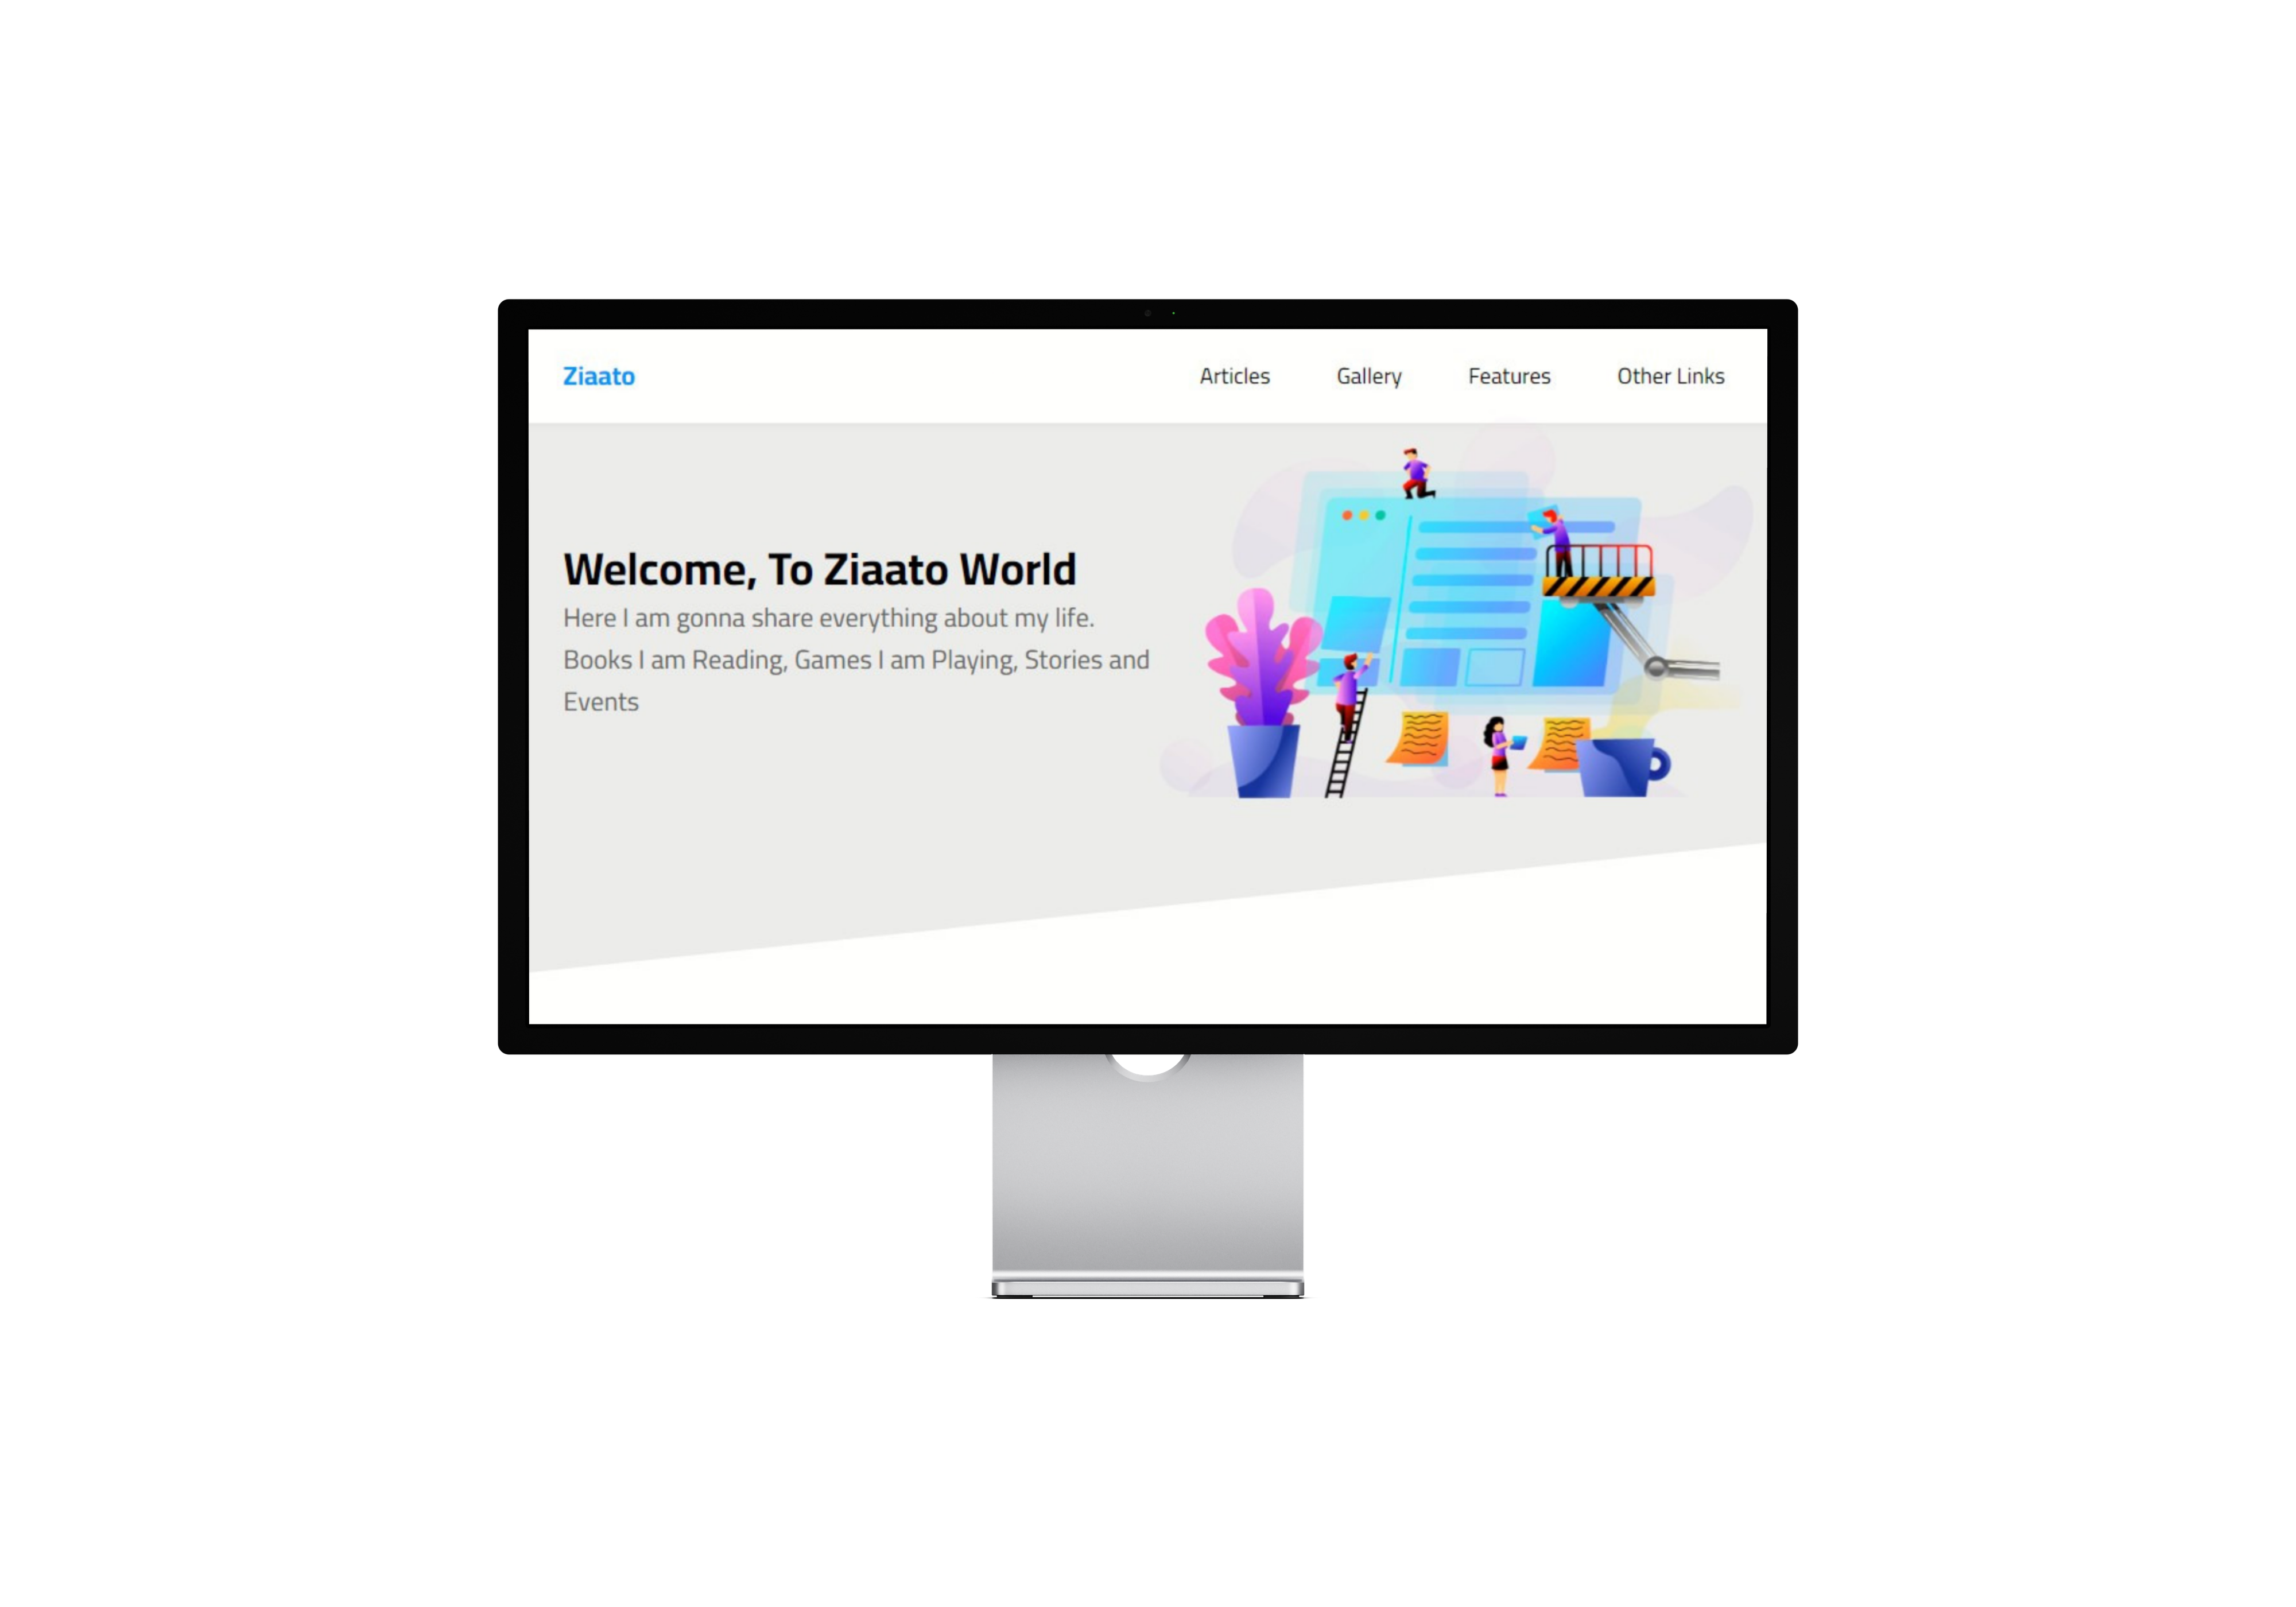 Ziaato
Articles
Gallery
Features
Other Links
Welcome, To Ziaato World
Here I am gonna share everything about my life.
Books I am Reading, Games I am Playing, Stories and
Events